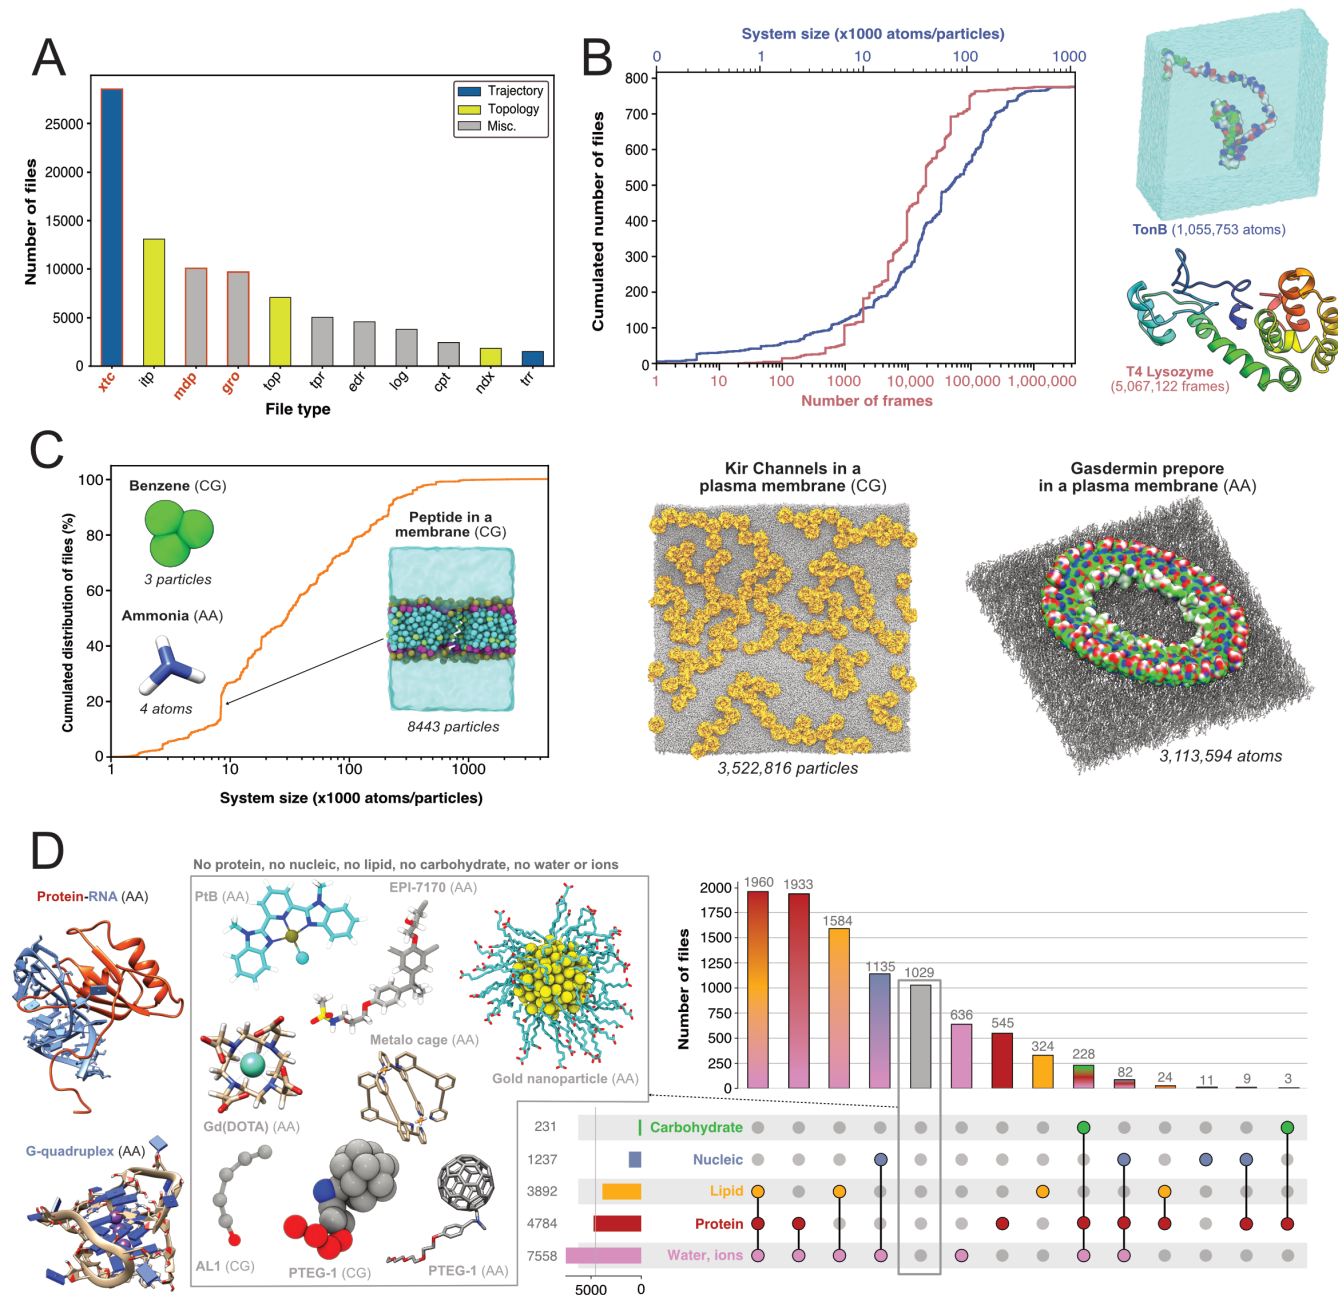 A
Number of files
25000
20000
15000
10000
5000
0
Trajectory
Topology
Misc.
xtc
itp
mdp
gro
top
tpr
edr
log
cpt
ndx
trr
File type
B
System size (x1000 atoms/particles)
0 1 10 100 1000
Cumulated number of files
800
700
600
500
400
300
200
100
0
1 10 1000 10,000 100,000 1,000,000
Number of frames
TonB (1,055,753 atoms)
T4 Lysozyme
(5,067,122 frames)
C
Cumulated distribution of files (%)
100
80
60
40
20
0
1 10 100 1000
System size (x1000 atoms/particles)
Benzene (CG)
3 particles
Ammonia (AA)
4 atoms
Peptide in a
membrane (CG)
8443 particles
Kir Channels in a
plasma membrane (CG)
3,522,816 particles
Gasdermin prepore
in a plasma membrane (AA)
3,113,594 atoms
D
Protein-RNA (AA)
G-quadruplex (AA)
No protein, no nucleic, no lipid, no carbohydrate, no water or ions
PtB (AA)
EPI-7170 (AA)
Gold nanoparticle (AA)
Gd(DOTA) (AA)
Metalo cage (AA)
AL1 (CG)
PTEG-1 (CG)
PTEG-1 (AA)
Number of files
2000
1750
1500
1250
1000
750
500
250
0
1960 1933 1584 1135 1029 636 545 324 228 82 24 11 9 3
231 Carbohydrate
1237 Nucleic
3892 Lipid
4784 Protein
7558 Water, ions
5000 0